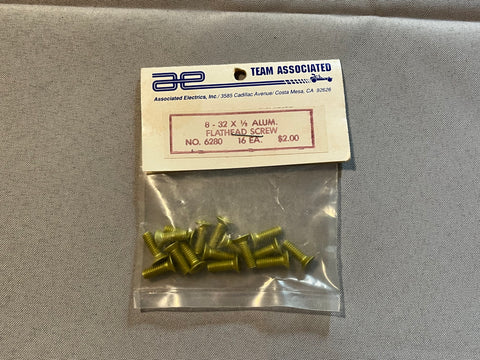 ae TEAM ASSOCIATED
Associated Electrics, Inc./ 3585 Cadillac Avenue/ Costa Mesa, CA 92626
8 - 32 X ½ ALUM.
FLATHEAD SCREW
NO. 6280 16 EA. $2.00